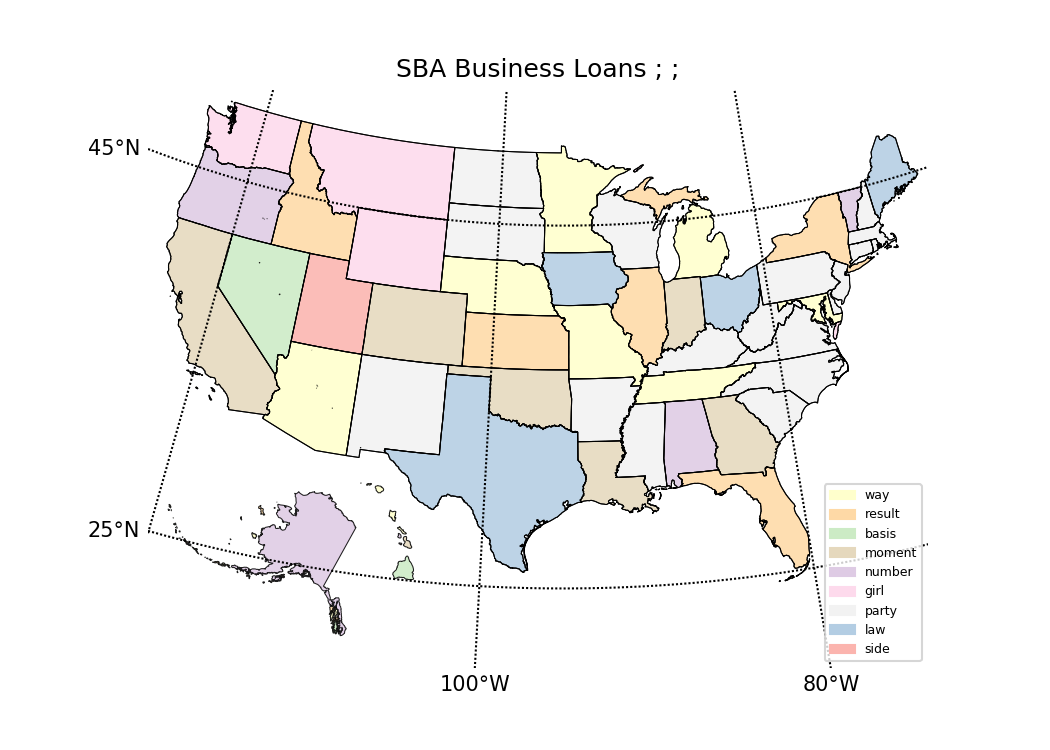 SBA Business Loans ; ;
45°N
25°N
way
result
basis
moment
number
girl
party
law
side
100°W
80°W